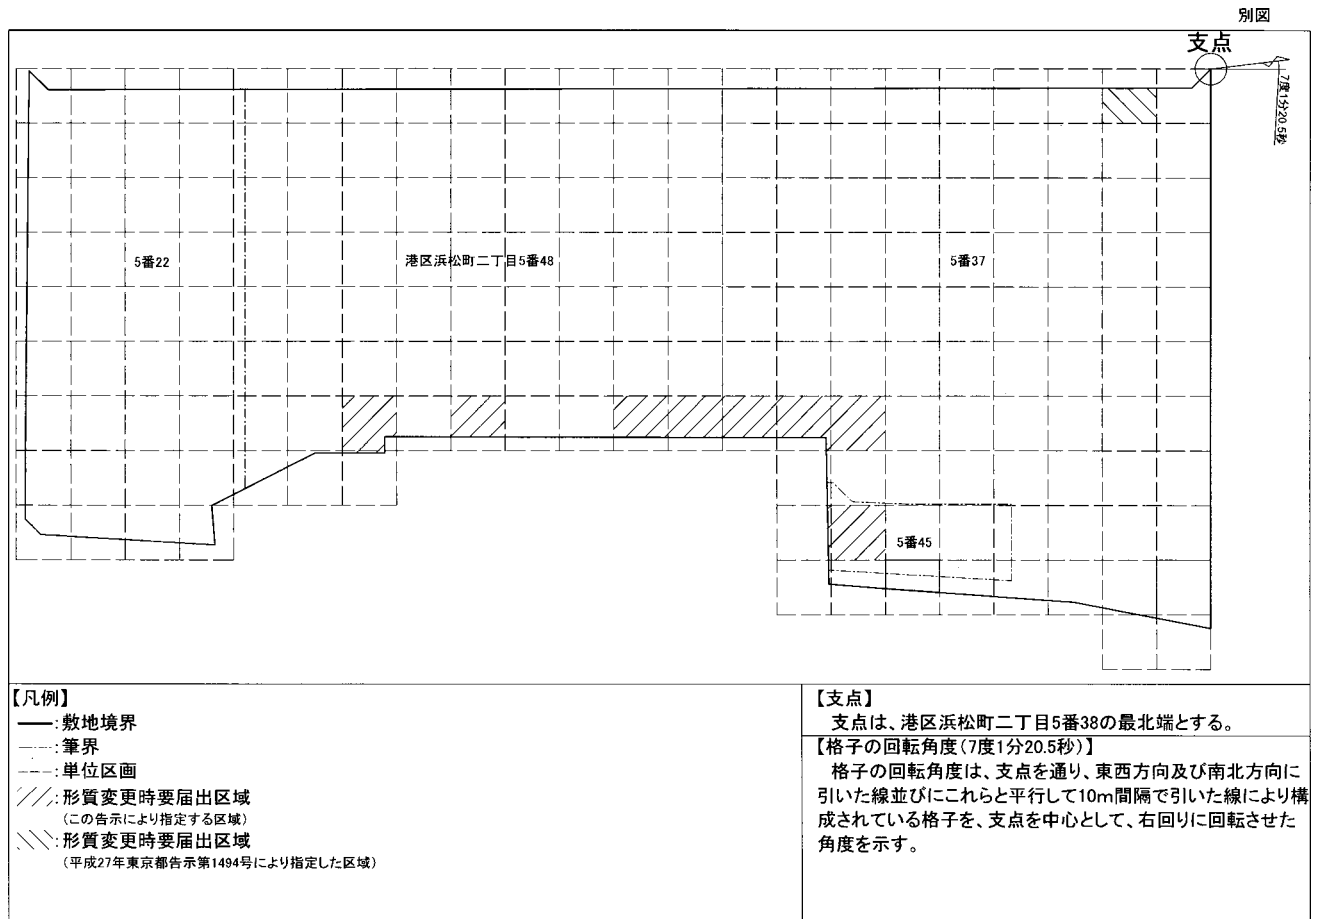 別図
支点
7度1分20.5秒
5番22
港区浜松町二丁目5番48
5番37
5番45
【凡例】
:敷地境界
:筆界
:単位区画
:形質変更時要届出区域
(この告示により指定する区域)
:形質変更時要届出区域
(平成27年東京都告示第1494号により指定した区域)
【支点】
支点は、港区浜松町二丁目5番38の最北端とする。
【格子の回転角度(7度1分20.5秒)】
格子の回転角度は、支点を通り、東西方向及び南北方向に
引いた線並びにこれらと平行して10m間隔で引いた線により構
成されている格子を、支点を中心として、右回りに回転させた
角度を示す。